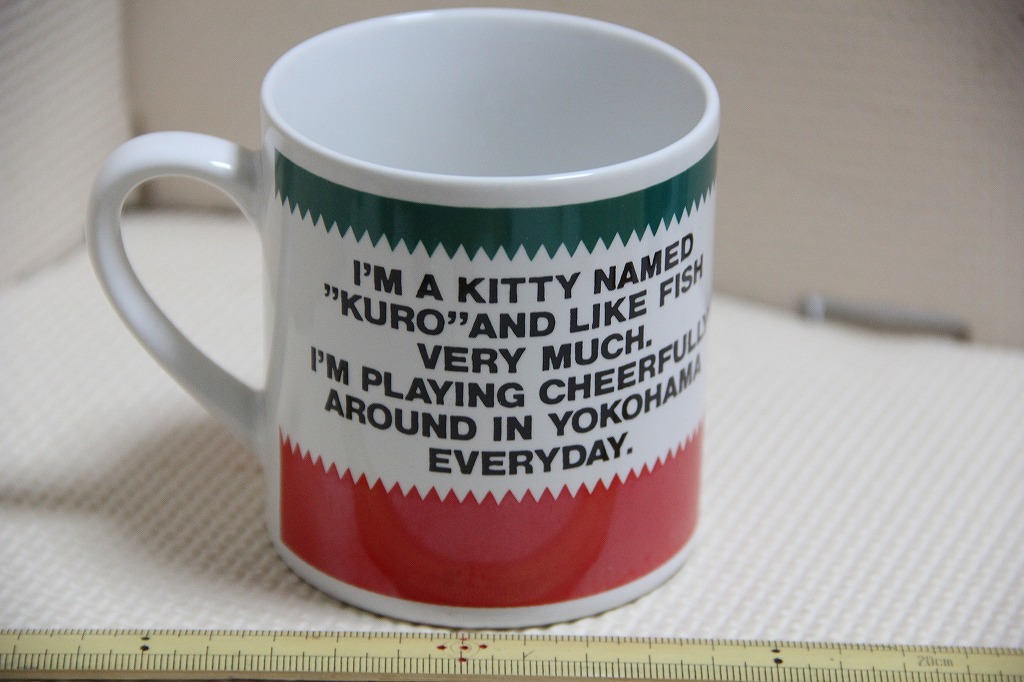 I'M A KITTY NAMED
”KURO”AND LIKE FISH
VERY MUCH.
I'M PLAYING CHEERFULLY
AROUND IN YOKOHAMA
EVERYDAY.
20cm